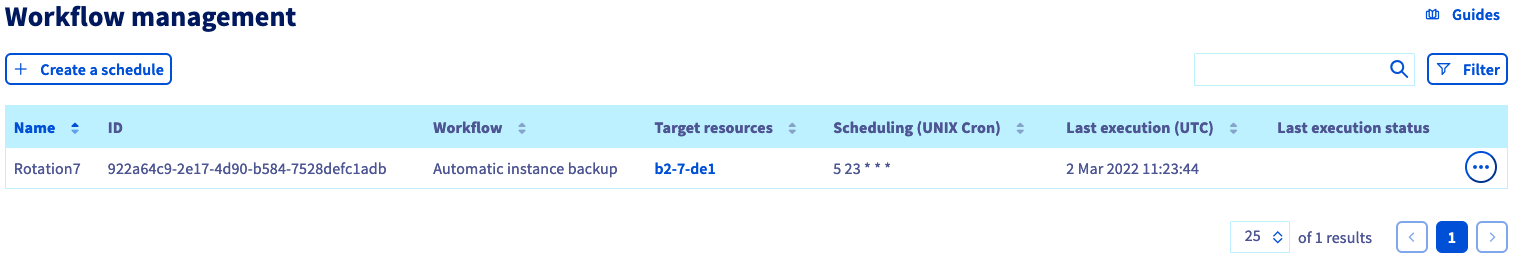 Workflow management
Guides
+ Create a schedule
Filter
Name ID Workflow Target resources Scheduling (UNIX Cron) Last execution (UTC) Last execution status
Rotation7 922a64c9-2e17-4d90-b584-7528defc1adb Automatic instance backup b2-7-de1 5 23 * * * 2 Mar 2022 11:23:44
25 of 1 results 1